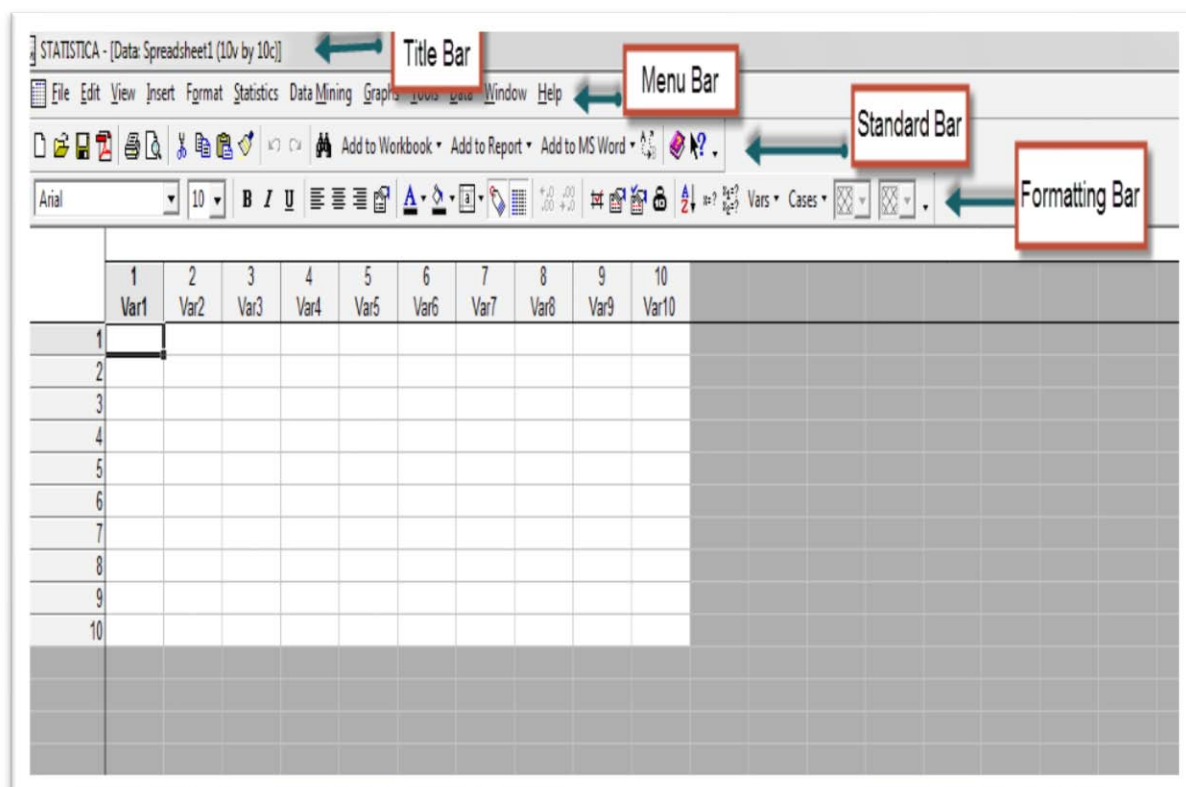 STATISTICA - [Data: Spreadsheet1 (10v by 10c)]
Title Bar
File Edit View Insert Format Statistics Data Mining Graphs Tools Data Window Help
Menu Bar
Add to Workbook Add to Report Add to MS Word
Standard Bar
Arial 10 B I U Vars Cases
Formatting Bar
1 2 3 4 5 6 7 8 9 10
Var1 Var2 Var3 Var4 Var5 Var6 Var7 Var8 Var9 Var10
1
2
3
4
5
6
7
8
9
10